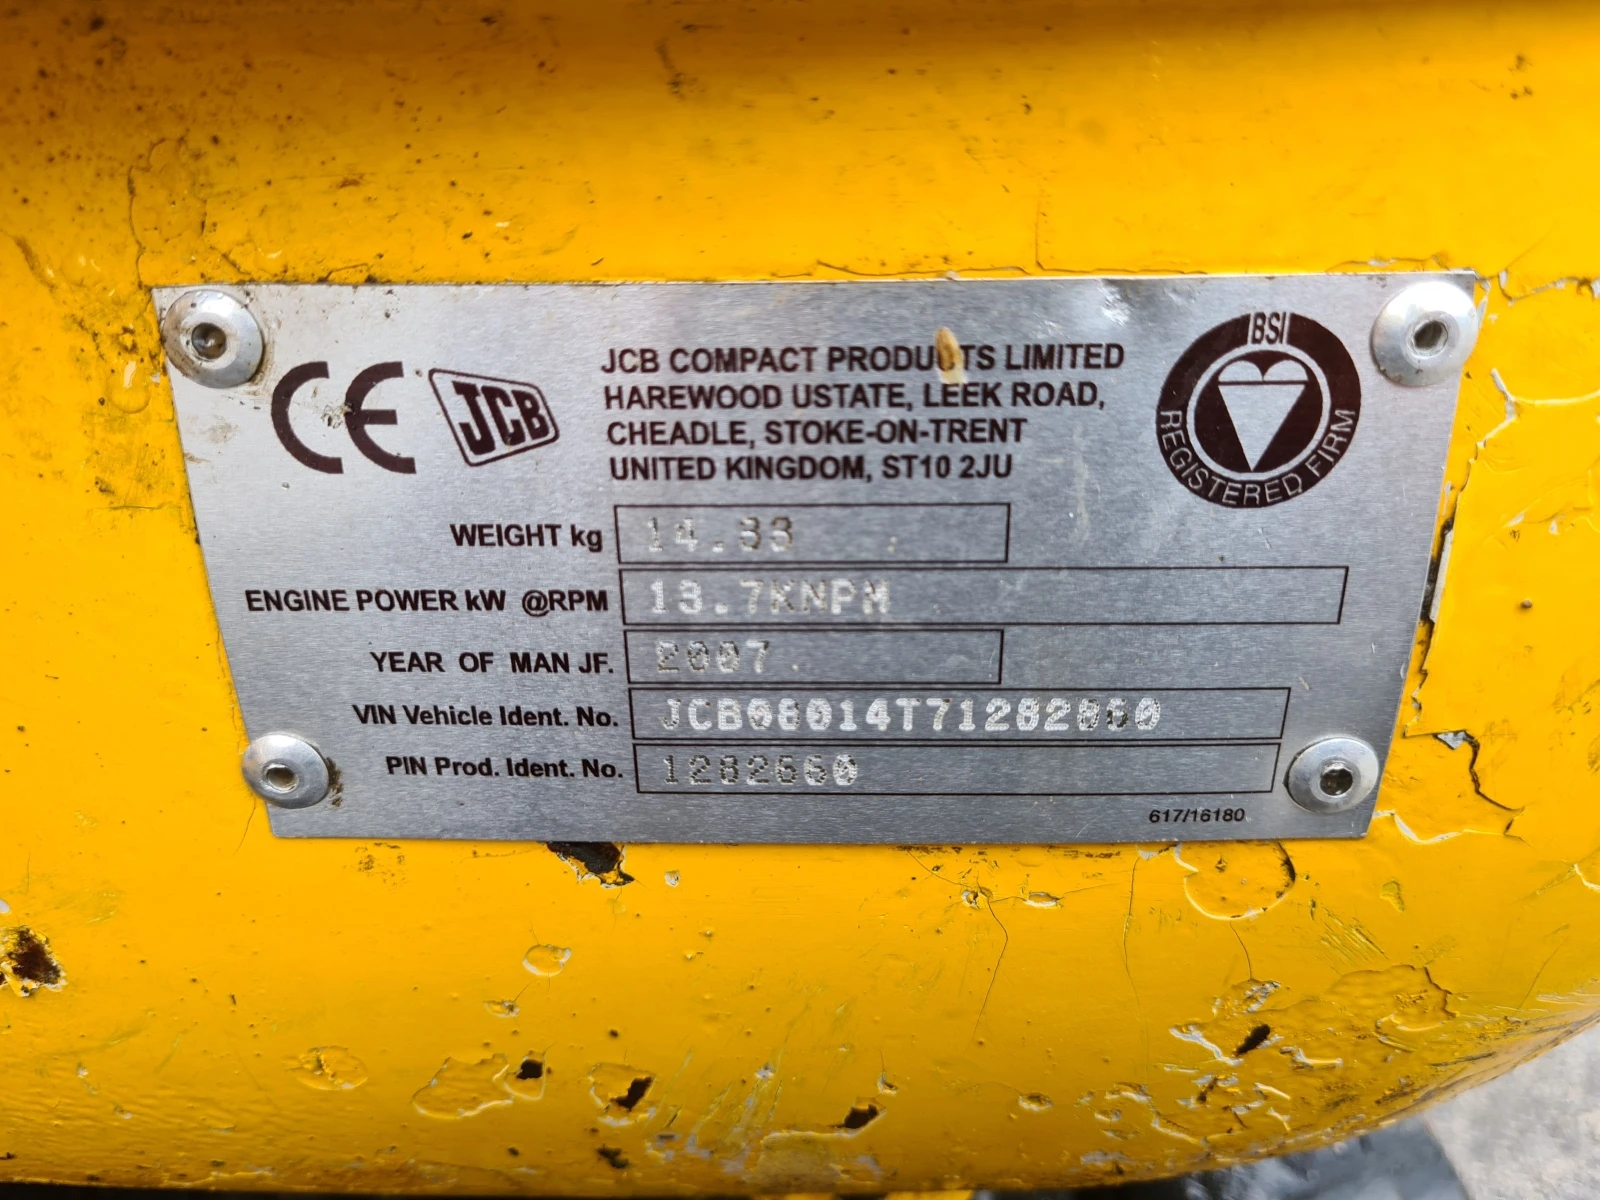 CE JCB
JCB COMPACT PRODUCTS LIMITED
HAREWOOD USTATE, LEEK ROAD,
CHEADLE, STOKE-ON-TRENT
UNITED KINGDOM, ST10 2JU
BSI
REGISTERED FIRM
WEIGHT kg 14.33
ENGINE POWER kW @RPM 13.7KNPM
YEAR OF MAN JF. 2007
VIN Vehicle Ident. No. JCB08014T71282060
PIN Prod. Ident. No. 1282660
617/16180